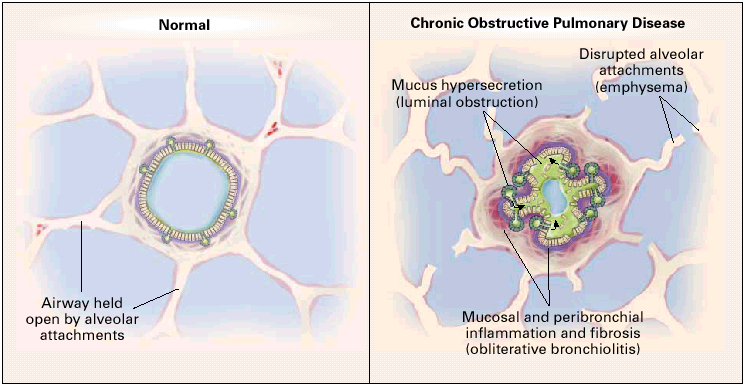 Normal
Airway held
open by alveolar
attachments
Chronic Obstructive Pulmonary Disease
Disrupted alveolar
attachments
(emphysema)
Mucus hypersecretion
(luminal obstruction)
Mucosal and peribronchial
inflammation and fibrosis
(obliterative bronchiolitis)